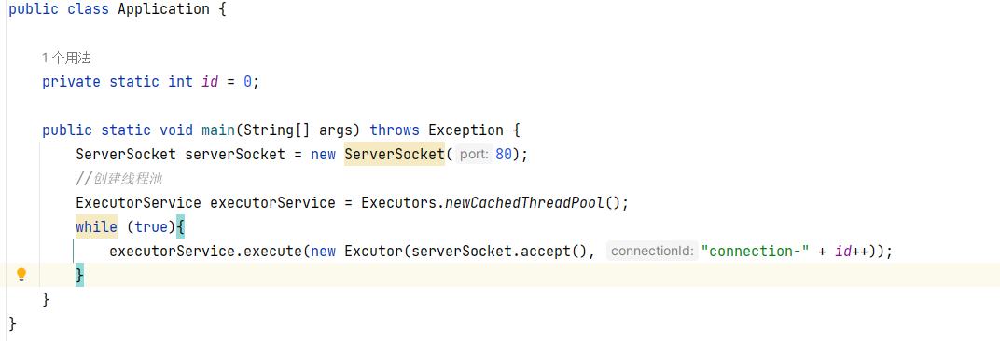 public class Application {
1 个用法
private static int id = 0;
public static void main(String[] args) throws Exception {
ServerSocket serverSocket = new ServerSocket( port: 80);
//创建线程池
ExecutorService executorService = Executors.newCachedThreadPool();
while (true){
executorService.execute(new Excutor(serverSocket.accept(), connectionId: "connection-" + id++));
}
}
}